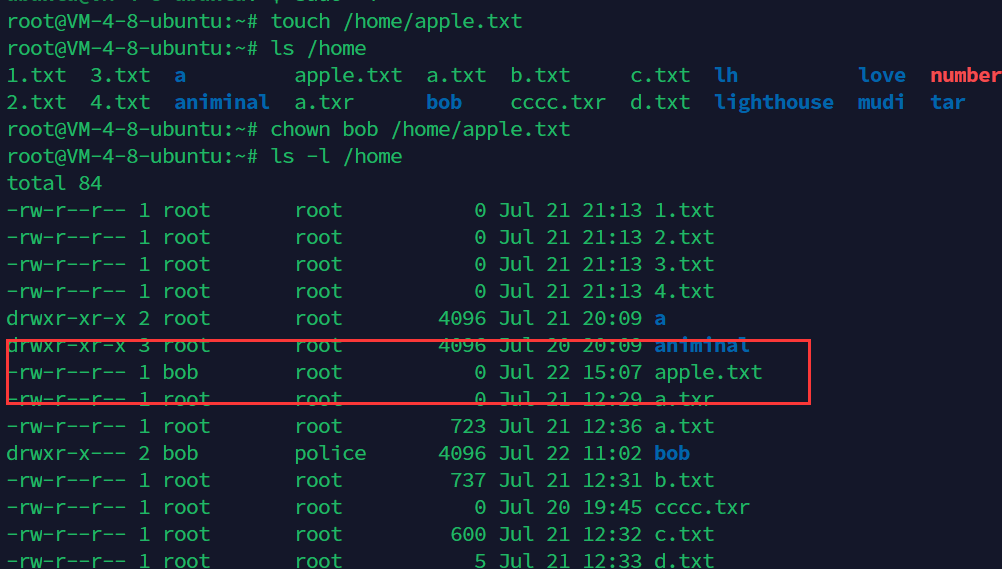 root@VM-4-8-ubuntu:~# touch /home/apple.txt
root@VM-4-8-ubuntu:~# ls /home
1.txt  3.txt  a         apple.txt  a.txt  b.txt     c.txt  lh          love  number
2.txt  4.txt  animinal  a.txr      bob    cccc.txr  d.txt  lighthouse  mudi  tar
root@VM-4-8-ubuntu:~# chown bob /home/apple.txt
root@VM-4-8-ubuntu:~# ls -l /home
total 84
-rw-r--r-- 1 root       root          0 Jul 21 21:13 1.txt
-rw-r--r-- 1 root       root          0 Jul 21 21:13 2.txt
-rw-r--r-- 1 root       root          0 Jul 21 21:13 3.txt
-rw-r--r-- 1 root       root          0 Jul 21 21:13 4.txt
drwxr-xr-x 2 root       root       4096 Jul 21 20:09 a
drwxr-xr-x 3 root       root       4096 Jul 20 20:09 animinal
-rw-r--r-- 1 bob        root          0 Jul 22 15:07 apple.txt
-rw-r--r-- 1 root       root          0 Jul 21 12:29 a.txr
-rw-r--r-- 1 root       root        723 Jul 21 12:36 a.txt
drwxr-x--- 2 bob        police     4096 Jul 22 11:02 bob
-rw-r--r-- 1 root       root        737 Jul 21 12:31 b.txt
-rw-r--r-- 1 root       root          0 Jul 20 19:45 cccc.txr
-rw-r--r-- 1 root       root        600 Jul 21 12:32 c.txt
-rw-r--r-- 1 root       root          5 Jul 21 12:33 d.txt